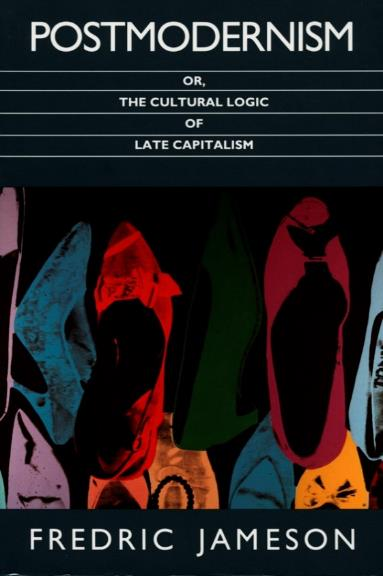 POSTMODERNISM
OR,
THE CULTURAL LOGIC
OF
LATE CAPITALISM
FREDRIC JAMESON